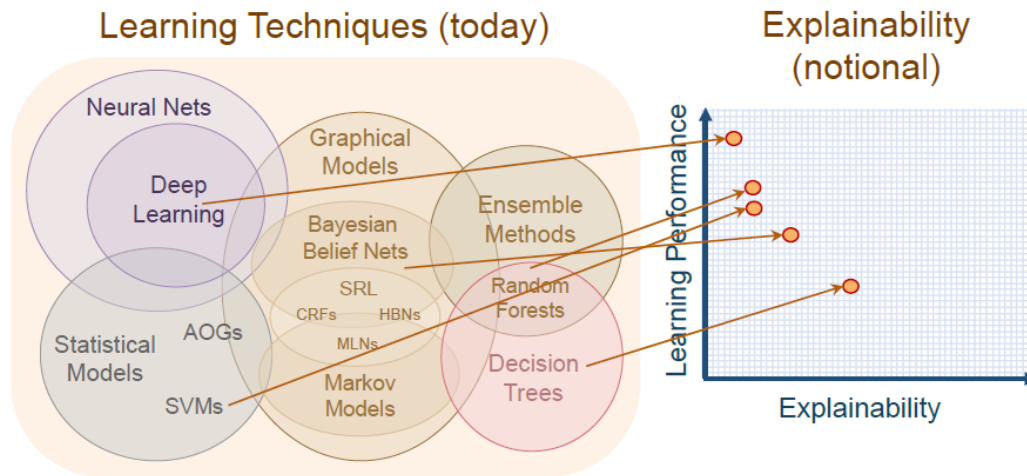 Learning Techniques (today)
Explainability
(notional)
Neural Nets
Graphical
Models
Deep
Learning
Ensemble
Methods
Bayesian
Belief Nets
SRL
Random
Forests
CRFs
HBNs
AOGs
MLNs
Statistical
Models
Decision
Trees
Markov
Models
SVMs
Learning Performance
Explainability